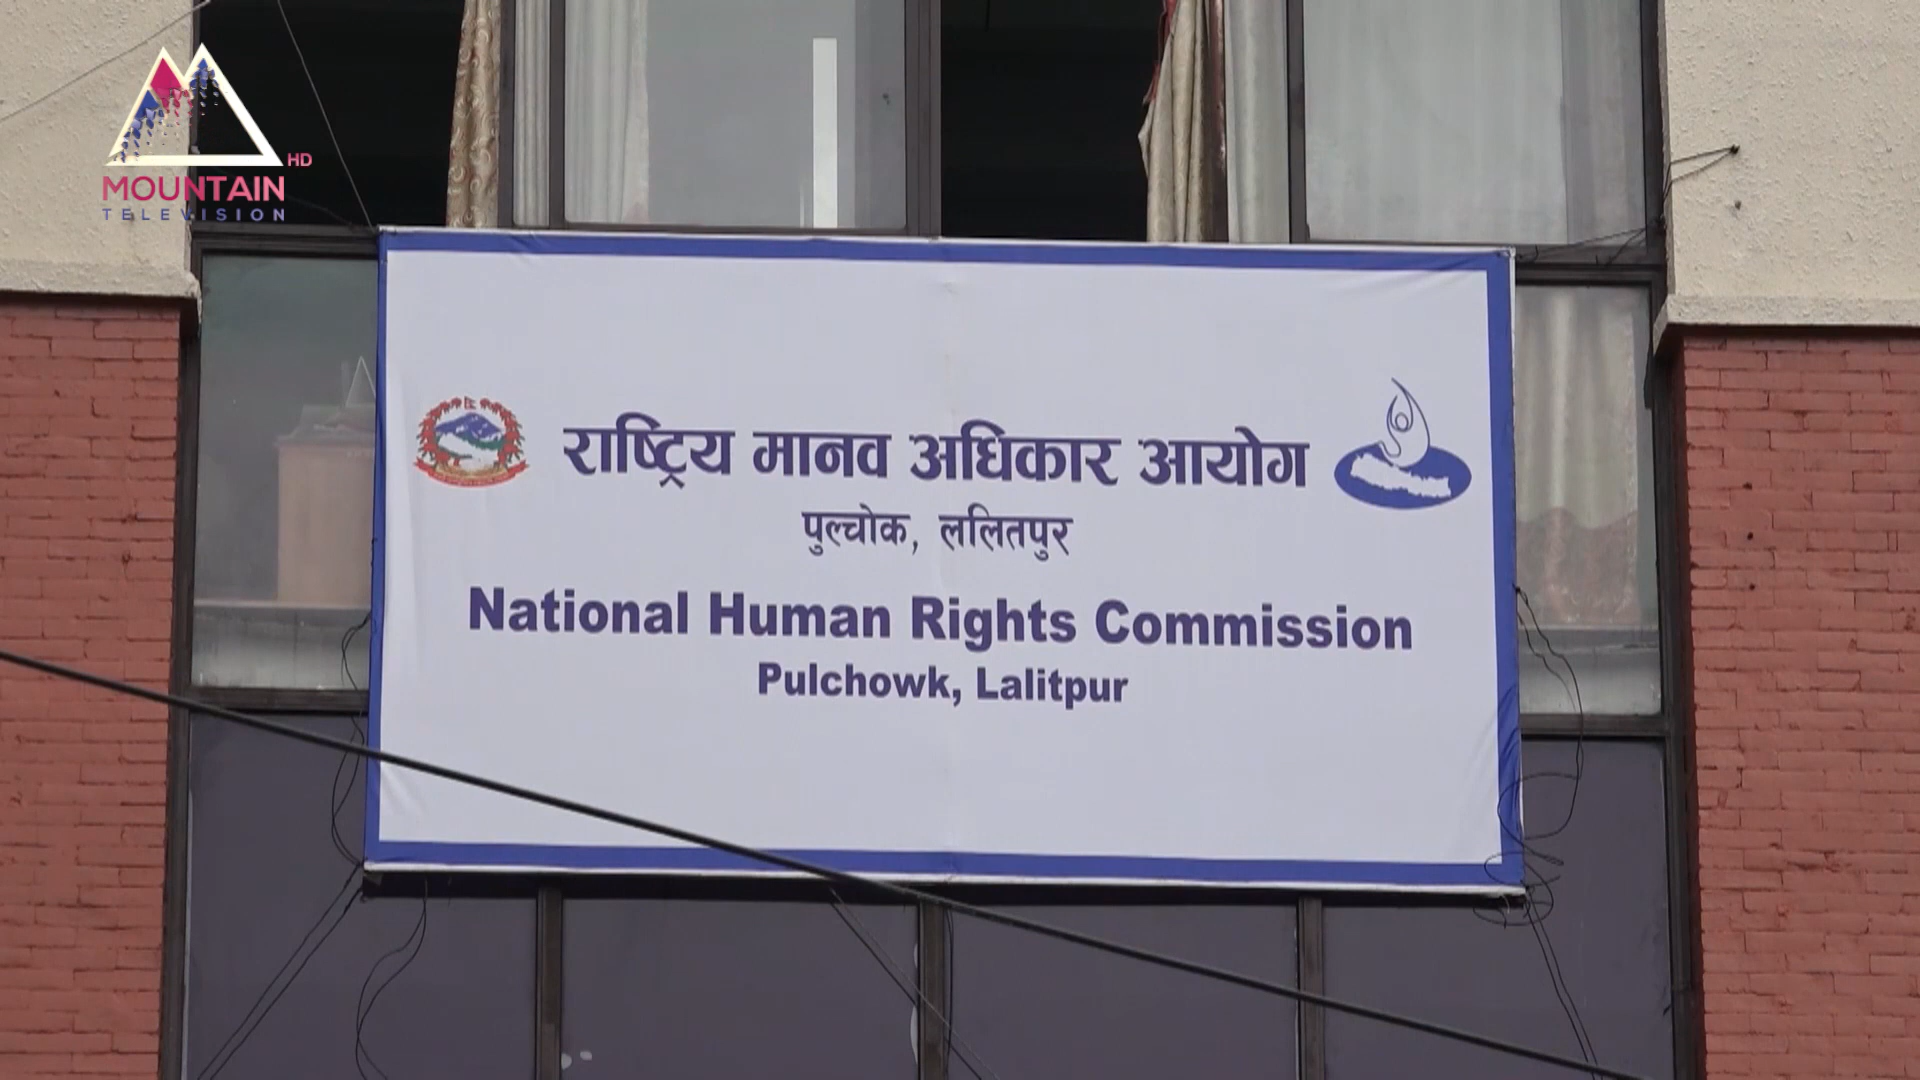 HD
MOUNTAIN
TELEVISION
राष्ट्रिय मानव अधिकार आयोग
पुल्चोक, ललितपुर
National Human Rights Commission
Pulchowk, Lalitpur